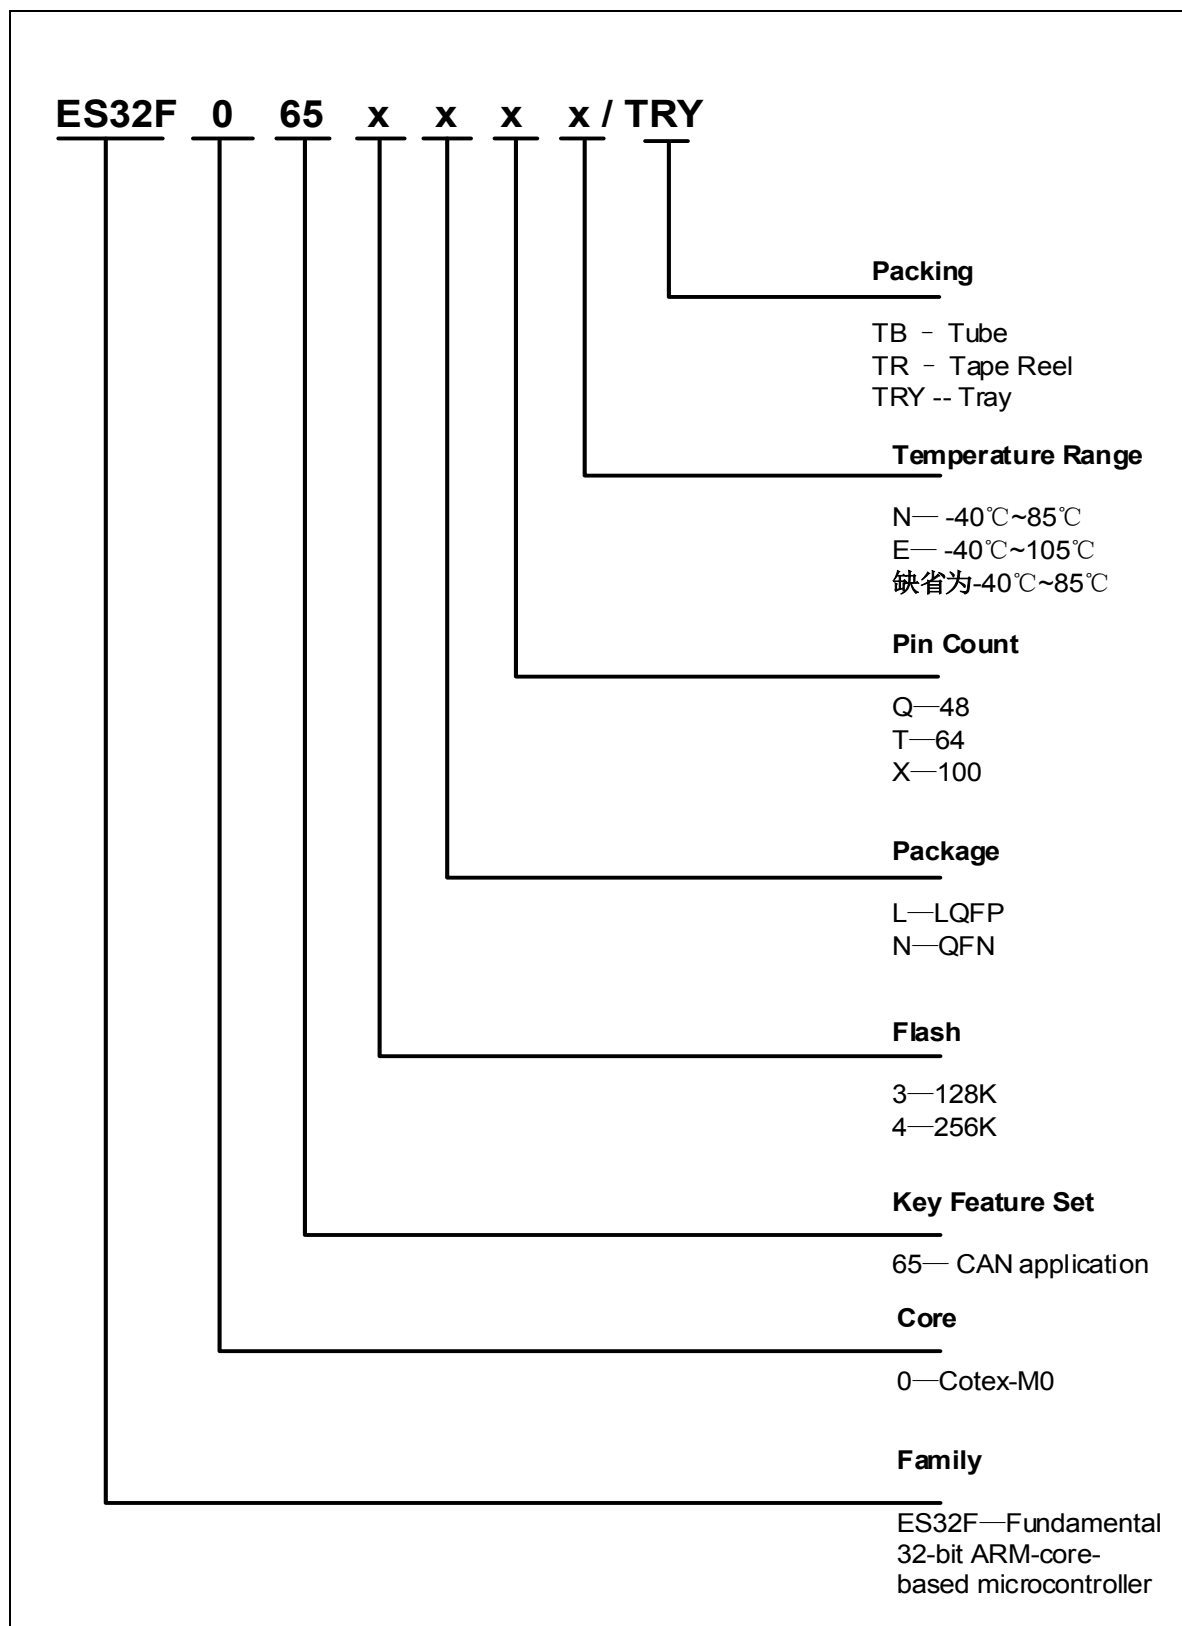 ES32F 0 65 x x x x / TRY
Packing
TB - Tube
TR - Tape Reel
TRY -- Tray
Temperature Range
N— -40℃~85℃
E— -40℃~105℃
缺省为-40℃~85℃
Pin Count
Q—48
T—64
X—100
Package
L—LQFP
N—QFN
Flash
3—128K
4—256K
Key Feature Set
65— CAN application
Core
0—Cotex-M0
Family
ES32F—Fundamental
32-bit ARM-core-
based microcontroller